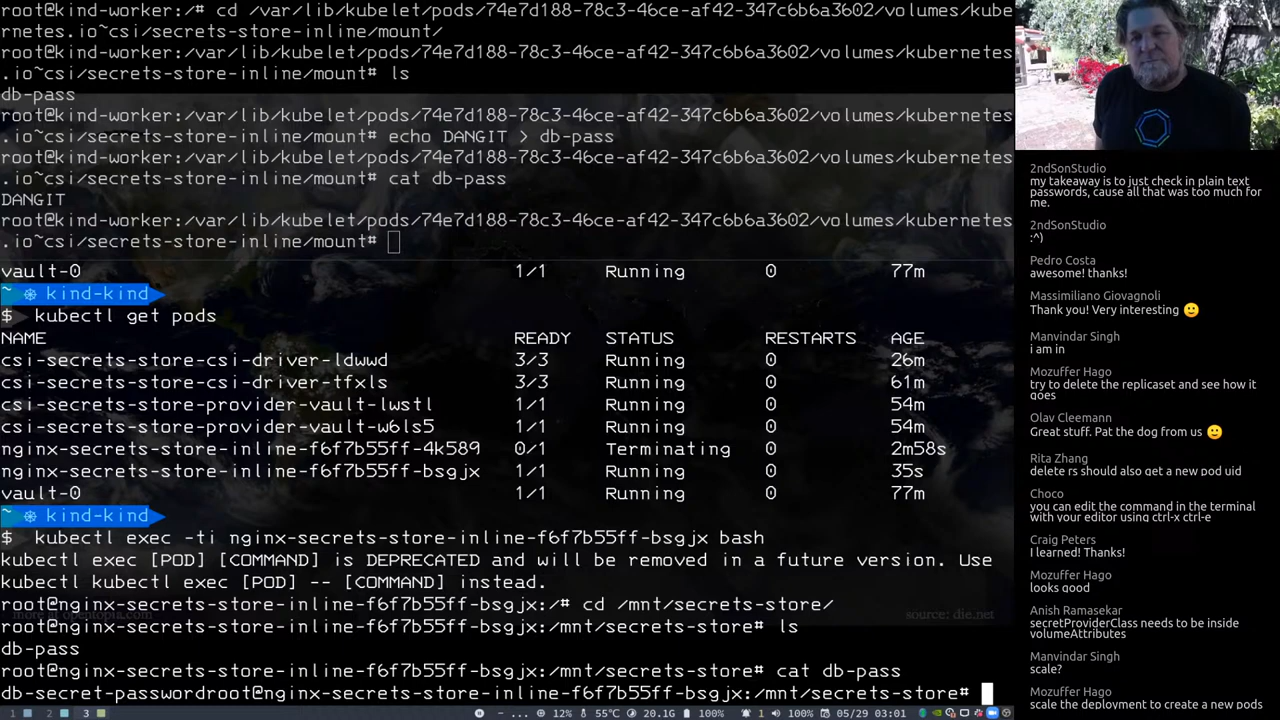 root@kind-worker:/# cd /var/lib/kubelet/pods/74e7d188-78c3-46ce-af42-347c6b6a3602/volumes/kube
rnetes.io~csi/secrets-store-inline/mount/
root@kind-worker:/var/lib/kubelet/pods/74e7d188-78c3-46ce-af42-347c6b6a3602/volumes/kubernetes
.io~csi/secrets-store-inline/mount# ls
db-pass
root@kind-worker:/var/lib/kubelet/pods/74e7d188-78c3-46ce-af42-347c6b6a3602/volumes/kubernetes
.io~csi/secrets-store-inline/mount# echo DANGIT > db-pass
root@kind-worker:/var/lib/kubelet/pods/74e7d188-78c3-46ce-af42-347c6b6a3602/volumes/kubernetes
.io~csi/secrets-store-inline/mount# cat db-pass
DANGIT
root@kind-worker:/var/lib/kubelet/pods/74e7d188-78c3-46ce-af42-347c6b6a3602/volumes/kubernetes
.io~csi/secrets-store-inline/mount#
vault-0 1/1 Running 0 77m
~ ⎈ kind-kind
$ kubectl get pods
NAME READY STATUS RESTARTS AGE
csi-secrets-store-csi-driver-ldwwd 3/3 Running 0 26m
csi-secrets-store-csi-driver-tfxls 3/3 Running 0 61m
csi-secrets-store-provider-vault-lwstl 1/1 Running 0 54m
csi-secrets-store-provider-vault-w6ls5 1/1 Running 0 54m
nginx-secrets-store-inline-f6f7b55ff-4k589 0/1 Terminating 0 2m58s
nginx-secrets-store-inline-f6f7b55ff-bsgjx 1/1 Running 0 35s
vault-0 1/1 Running 0 77m
~ ⎈ kind-kind
$ kubectl exec -ti nginx-secrets-store-inline-f6f7b55ff-bsgjx bash
kubectl exec [POD] [COMMAND] is DEPRECATED and will be removed in a future version. Use
kubectl kubectl exec [POD] -- [COMMAND] instead.
root@nginx-secrets-store-inline-f6f7b55ff-bsgjx:/# cd /mnt/secrets-store/
source: die.net
root@nginx-secrets-store-inline-f6f7b55ff-bsgjx:/mnt/secrets-store# ls
db-pass
root@nginx-secrets-store-inline-f6f7b55ff-bsgjx:/mnt/secrets-store# cat db-pass
db-secret-passwordroot@nginx-secrets-store-inline-f6f7b55ff-bsgjx:/mnt/secrets-store#
1 2 3 - ... 12% 55°C 20.1G 100% 1 100% 05/29 03:01
2ndSonStudio
my takeaway is to just check in plain text
passwords, cause all that was too much for
me.
2ndSonStudio
:^)
Pedro Costa
awesome! thanks!
Massimiliano Giovagnoli
Thank you! Very interesting 🙂
Manvindar Singh
i am in
Mozuffer Hago
try to delete the replicaset and see how it
goes
Olav Cleemann
Great stuff. Pat the dog from us 🙂
Rita Zhang
delete rs should also get a new pod uid
Choco
you can edit the command in the terminal
with your editor using ctrl-x ctrl-e
Craig Peters
I learned! Thanks!
Mozuffer Hago
looks good
Anish Ramasekar
secretProviderClass needs to be inside
volumeAttributes
Manvindar Singh
scale?
Mozuffer Hago
scale the deployment to create a new pods